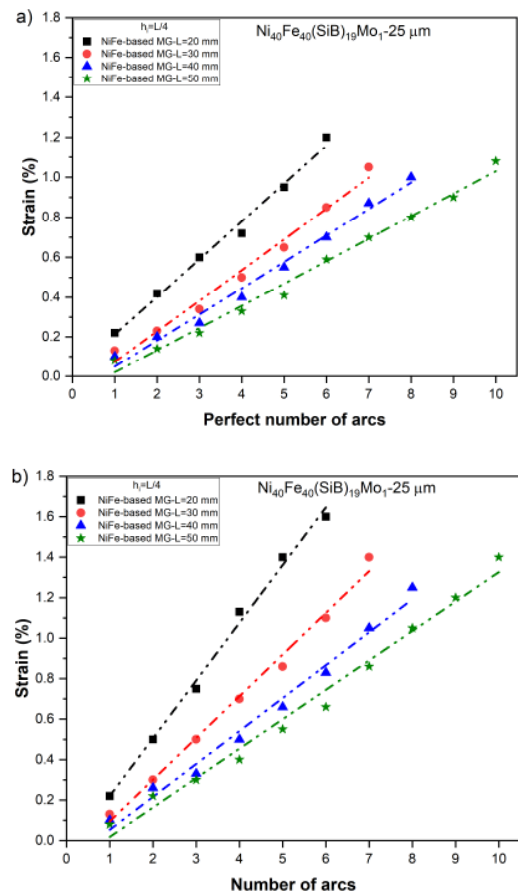 a)
hᵢ=L/4
Ni₄₀Fe₄₀(SiB)₁₉Mo₁-25 μm
NiFe-based MG-L=20 mm
NiFe-based MG-L=30 mm
NiFe-based MG-L=40 mm
NiFe-based MG-L=50 mm
1.8
1.6
1.4
1.2
1.0
0.8
0.6
0.4
0.2
0.0
Strain (%)
0 1 2 3 4 5 6 7 8 9 10
Perfect number of arcs
b)
hᵢ=L/4
Ni₄₀Fe₄₀(SiB)₁₉Mo₁-25 μm
NiFe-based MG-L=20 mm
NiFe-based MG-L=30 mm
NiFe-based MG-L=40 mm
NiFe-based MG-L=50 mm
1.8
1.6
1.4
1.2
1.0
0.8
0.6
0.4
0.2
0.0
Strain (%)
0 1 2 3 4 5 6 7 8 9 10
Number of arcs